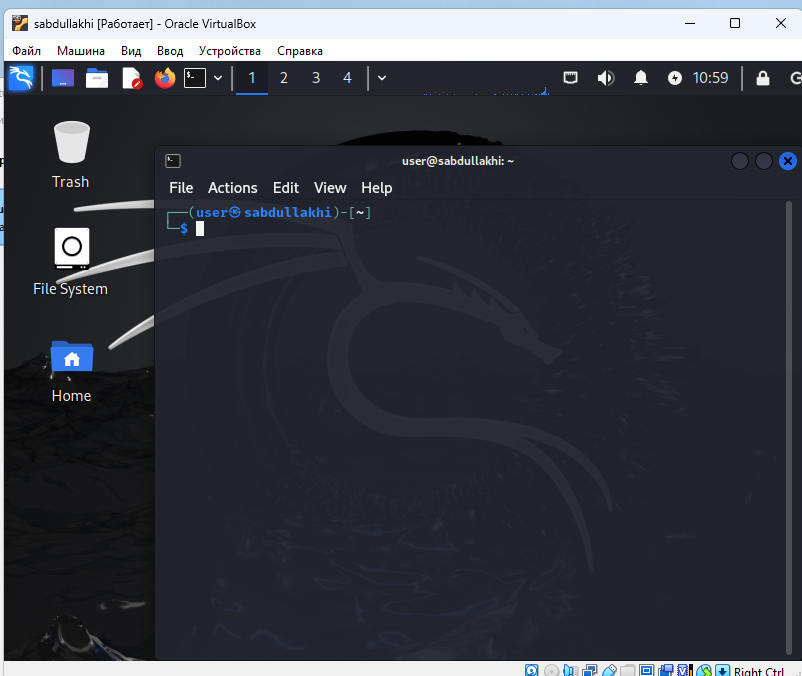 sabdullakhi [Работает] - Oracle VirtualBox
Файл Машина Вид Ввод Устройства Справка
1 2 3 4 10:59
Trash
File System
Home
user@sabdullakhi: ~
File Actions Edit View Help
┌──(user㉿sabdullakhi)-[~]
└─$
Right Ctrl